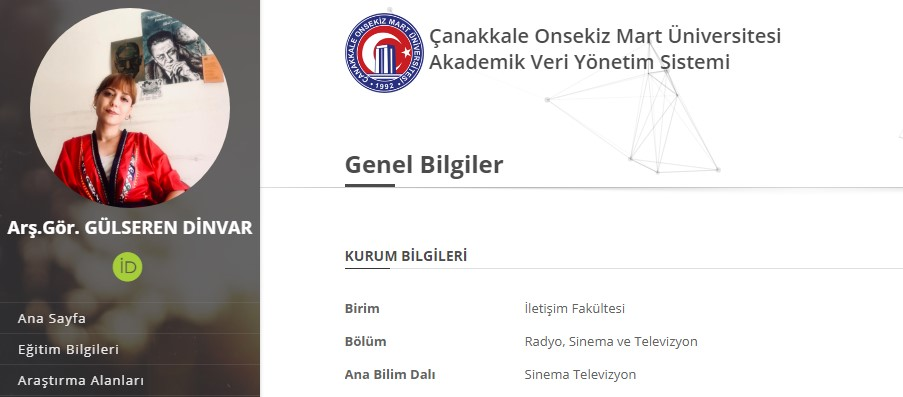 Arş.Gör. GÜLSEREN DİNVAR
iD
Ana Sayfa
Eğitim Bilgileri
Araştırma Alanları
ÇANAKKALE ONSEKİZ MART ÜNİVERSİTESİ
1992
Çanakkale Onsekiz Mart Üniversitesi
Akademik Veri Yönetim Sistemi
Genel Bilgiler
KURUM BİLGİLERİ
Birim İletişim Fakültesi
Bölüm Radyo, Sinema ve Televizyon
Ana Bilim Dalı Sinema Televizyon